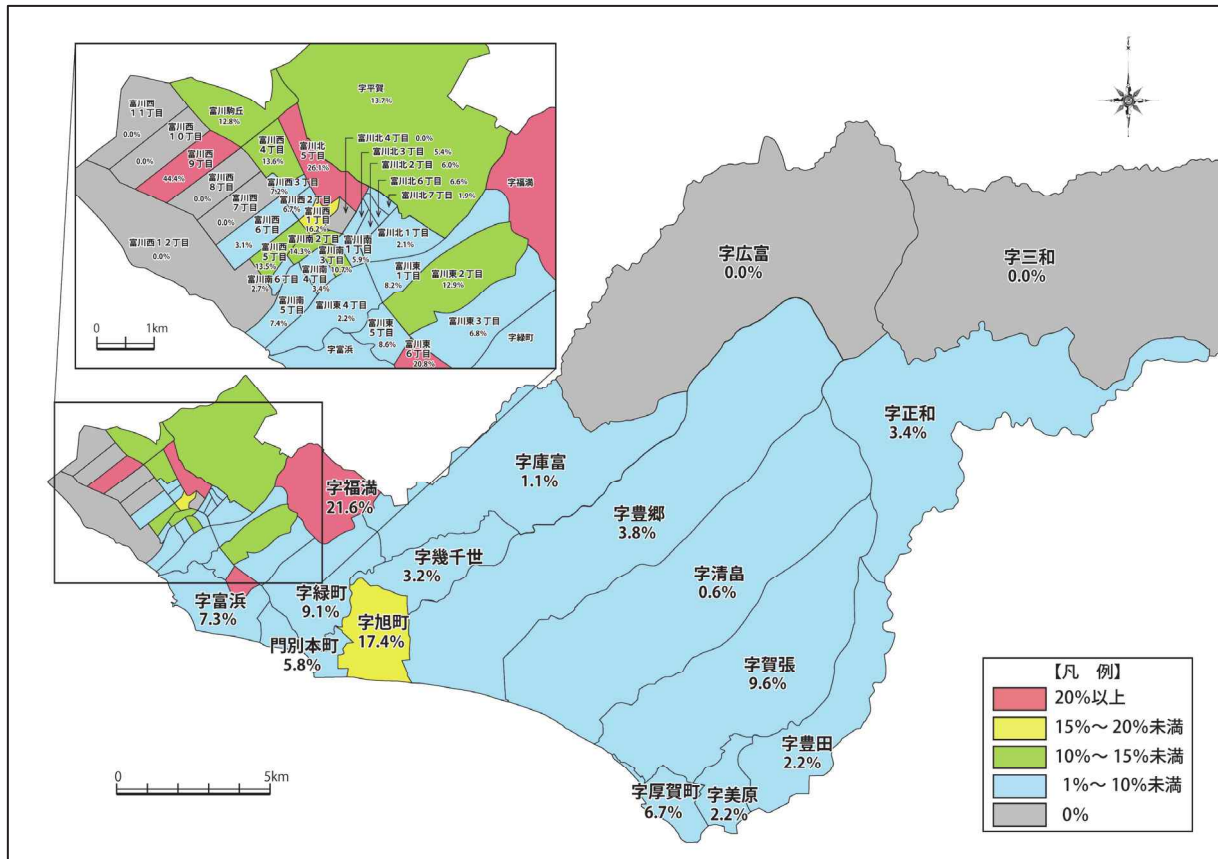 富川西
11丁目
0.0%
富川西
10丁目
0.0%
富川西
9丁目
44.4%
富川西
8丁目
0.0%
富川西
7丁目
0.0%
富川西12丁目
0.0%
富川駒丘
12.8%
富川西
4丁目
13.6%
富川北
5丁目
26.1%
字平賀
13.7%
富川北4丁目 0.0%
富川北3丁目 5.4%
富川北2丁目 6.0%
富川北6丁目 6.6%
富川北7丁目 1.9%
字福満
富川西3丁目
7.2%
富川西2丁目
6.7%
富川西
1丁目
16.2%
富川西
6丁目
3.1%
富川西
5丁目
13.5%
富川南2丁目
14.3%
富川南
3丁目
10.7%
富川南
1丁目
5.9%
富川北1丁目
2.1%
富川南6丁目
2.7%
富川南
4丁目
3.4%
富川南
5丁目
7.4%
富川東
1丁目
8.2%
富川東2丁目
12.9%
富川東4丁目
2.2%
富川東
5丁目
8.6%
富川東3丁目
6.8%
富川東
6丁目
20.8%
字富浜
字緑町
0 1km
字広富
0.0%
字三和
0.0%
字正和
3.4%
字庫富
1.1%
字福満
21.6%
字豊郷
3.8%
字幾千世
3.2%
字清畠
0.6%
字富浜
7.3%
字緑町
9.1%
字旭町
17.4%
門別本町
5.8%
字賀張
9.6%
字豊田
2.2%
字厚賀町
6.7%
字美原
2.2%
0 5km
【凡 例】
20%以上
15%～20%未満
10%～15%未満
1%～10%未満
0%